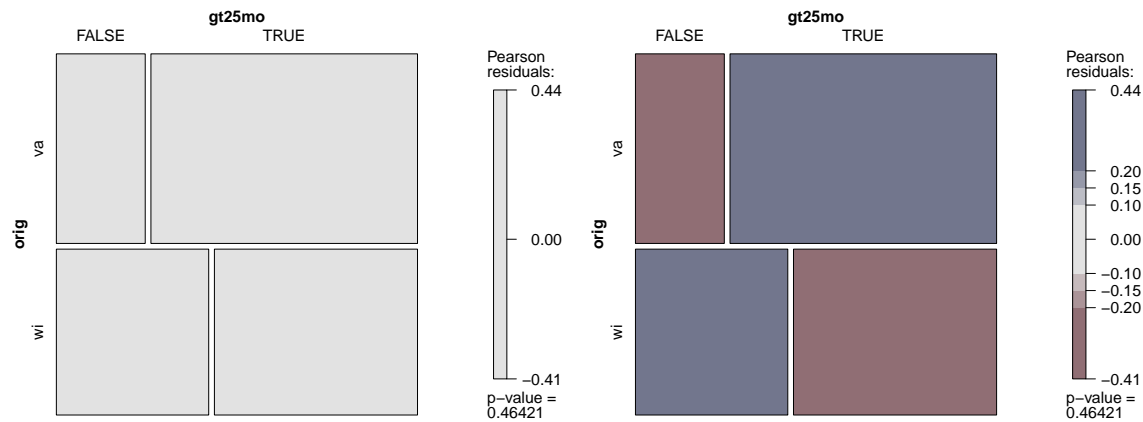 gt25mo
FALSE TRUE
orig
va
wi
Pearson
residuals:
0.44
0.00
−0.41
p−value =
0.46421
gt25mo
FALSE TRUE
orig
va
wi
Pearson
residuals:
0.44
0.20
0.15
0.10
0.00
−0.10
−0.15
−0.20
−0.41
p−value =
0.46421